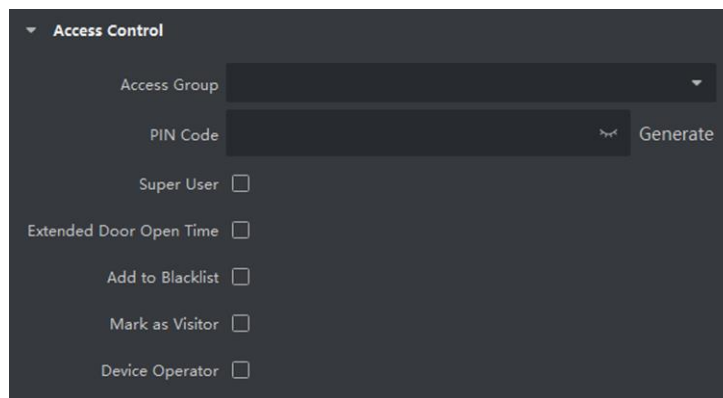 Access Control
Access Group
PIN Code Generate
Super User
Extended Door Open Time
Add to Blacklist
Mark as Visitor
Device Operator